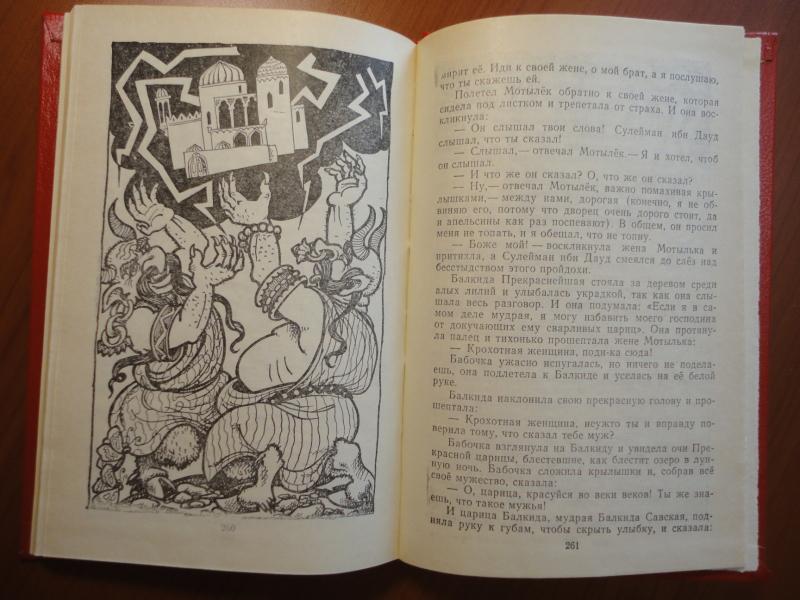 260
мирит её. Иди к своей жене, о мой брат, а я послушаю,
что ты скажешь ей.
Полетел Мотылёк обратно к своей жене, которая
сидела под листком и трепетала от страха. И она вос-
кликнула:
— Он слышал твои слова! Сулейман ибн Дауд
слышал, что ты сказал!
— Слышал,— отвечал Мотылёк.— Я и хотел, чтоб
он слышал.
— И что же он сказал? О, что же он сказал?
— Ну,— отвечал Мотылёк, важно помахивая кры-
лышками,— между нами, дорогая (конечно, я не об-
виняю его, потому что дворец очень дорого стоит, да
и апельсины как раз поспевают). В общем, он просил
меня не топать, и я обещал, что не топну.
— Боже мой! — воскликнула жена Мотылька и
притихла, а Сулейман ибн Дауд смеялся до слёз над
бесстыдством этого пройдохи.
Балкида Прекраснейшая стояла за деревом среди
алых лилий и улыбалась украдкой, так как она слы-
шала весь разговор. И она подумала: «Если я в са-
мом деле мудрая, я могу избавить моего господина
от докучающих ему сварливых цариц». Она протяну-
ла палец и тихонько прошептала жене Мотылька:
— Крохотная женщина, поди-ка сюда!
Бабочка ужасно испугалась, но ничего не подела-
ешь, она подлетела к Балкиде и уселась на её белой
руке.
Балкида наклонила свою прекрасную голову и про-
шептала:
— Крохотная женщина, неужто ты и вправду
поверила тому, что сказал тебе муж?
Бабочка взглянула на Балкиду и увидела очи Пре-
красной царицы, блестевшие, как блестит озеро в лун-
ную ночь. Бабочка сложила крылышки и, собрав всё
своё мужество, сказала:
— О, царица, красуйся во веки веков! Ты же зна-
ешь, что такое мужья!
И царица Балкида, мудрая Балкида Савская, под-
няла руку к губам, чтобы скрыть улыбку, и сказала:
261